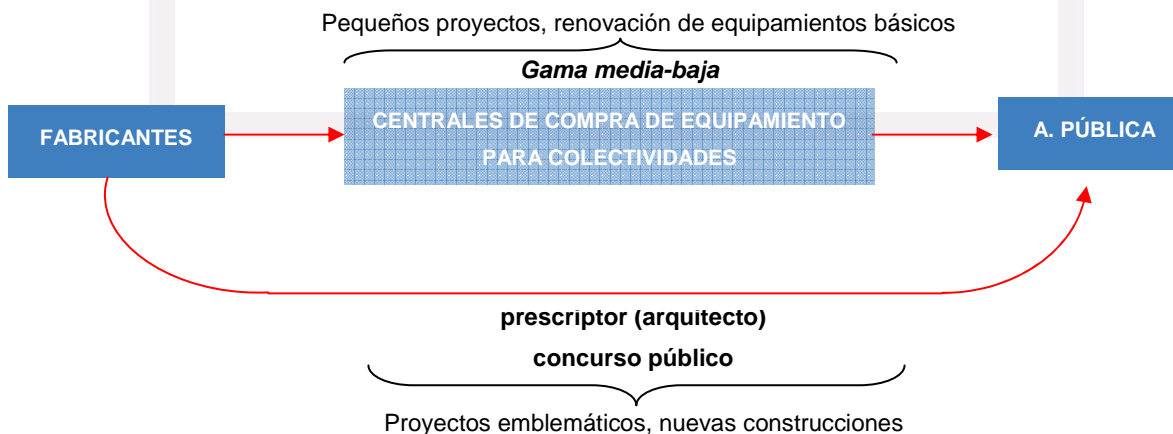 Pequeños proyectos, renovación de equipamientos básicos
Gama media-baja
FABRICANTES
CENTRALES DE COMPRA DE EQUIPAMIENTO
PARA COLECTIVIDADES
A. PÚBLICA
prescriptor (arquitecto)
concurso público
Proyectos emblemáticos, nuevas construcciones